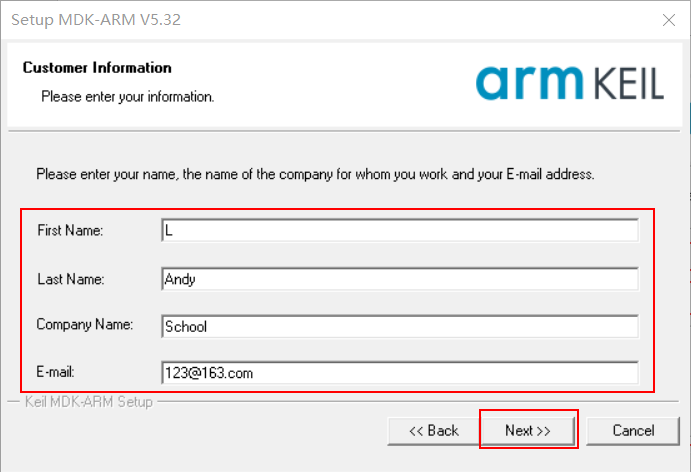 Setup MDK-ARM V5.32
Customer Information
Please enter your information.
arm KEIL
Please enter your name, the name of the company for whom you work and your E-mail address.
First Name: L
Last Name: Andy
Company Name: School
E-mail: 123@163.com
Keil MDK-ARM Setup
<< Back Next >> Cancel